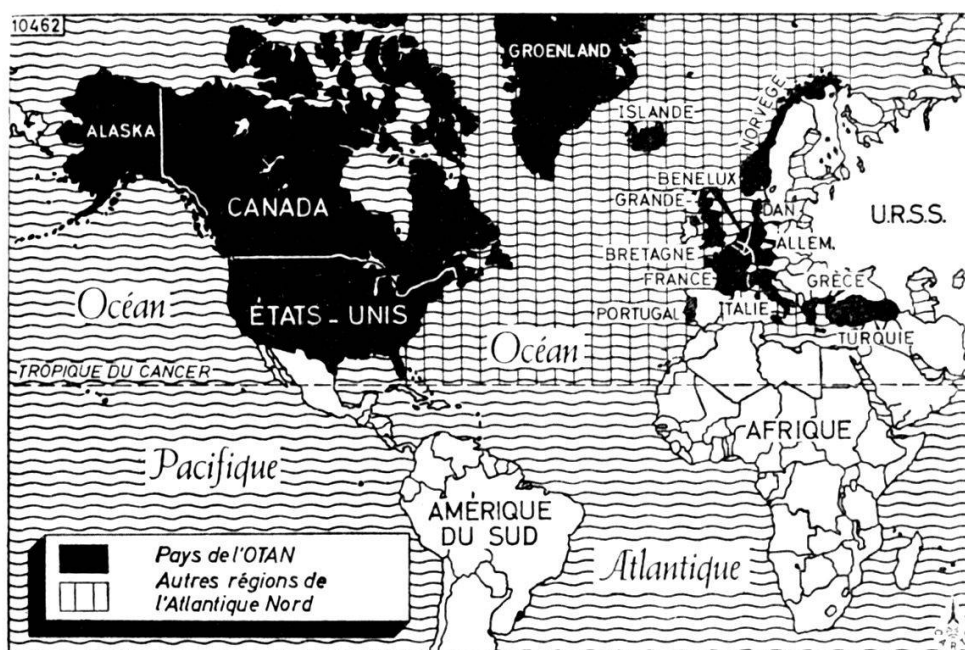 10462
GROENLAND
ALASKA
ISLANDE
NORVÈGE
CANADA
BENELUX
GRANDE-
BRETAGNE
DAN
ALLEM.
U.R.S.S.
FRANCE
GRÈCE
Océan
ÉTATS-UNIS
PORTUGAL
ITALIE
TURQUIE
Océan
TROPIQUE DU CANCER
Pacifique
AFRIQUE
AMÉRIQUE
DU SUD
Atlantique
Pays de l'OTAN
Autres régions de
l'Atlantique Nord